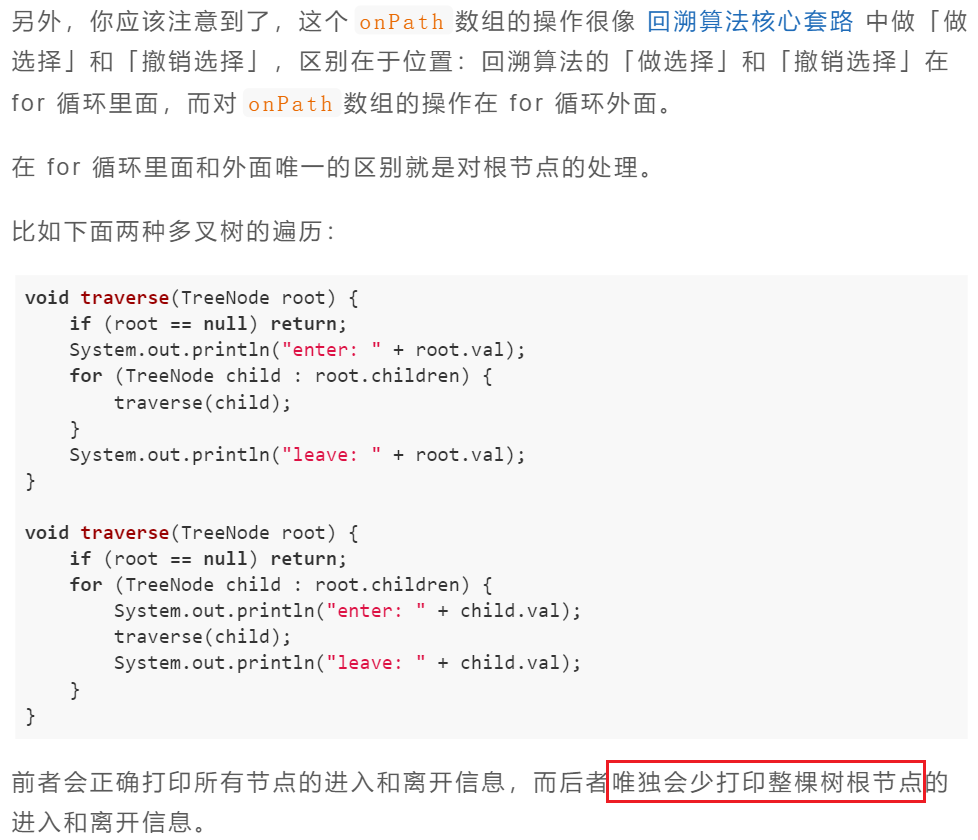 另外，你应该注意到了，这个 onPath 数组的操作很像 回溯算法核心套路 中做「做
选择」和「撤销选择」，区别在于位置：回溯算法的「做选择」和「撤销选择」在
for 循环里面，而对 onPath 数组的操作在 for 循环外面。
在 for 循环里面和外面唯一的区别就是对根节点的处理。
比如下面两种多叉树的遍历：
void traverse(TreeNode root) {
    if (root == null) return;
    System.out.println("enter: " + root.val);
    for (TreeNode child : root.children) {
        traverse(child);
    }
    System.out.println("leave: " + root.val);
}
void traverse(TreeNode root) {
    if (root == null) return;
    for (TreeNode child : root.children) {
        System.out.println("enter: " + child.val);
        traverse(child);
        System.out.println("leave: " + child.val);
    }
}
前者会正确打印所有节点的进入和离开信息，而后者唯独会少打印整棵树根节点的
进入和离开信息。